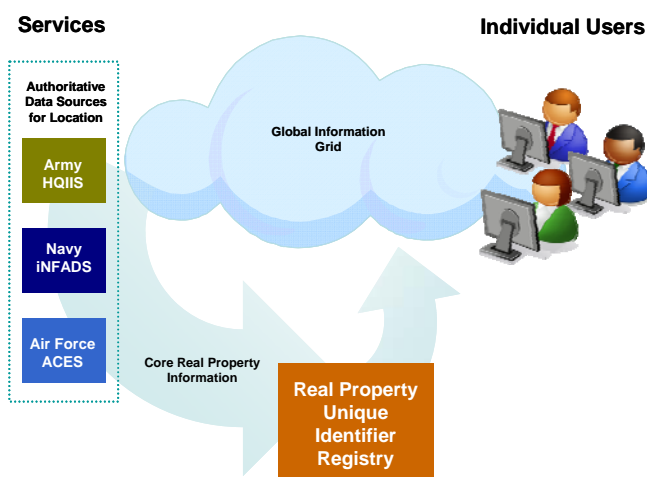 Services
Individual Users
Authoritative
Data Sources
for Location
Army
HQIIS
Navy
iNFADS
Air Force
ACES
Global Information
Grid
Core Real Property
Information
Real Property
Unique
Identifier
Registry